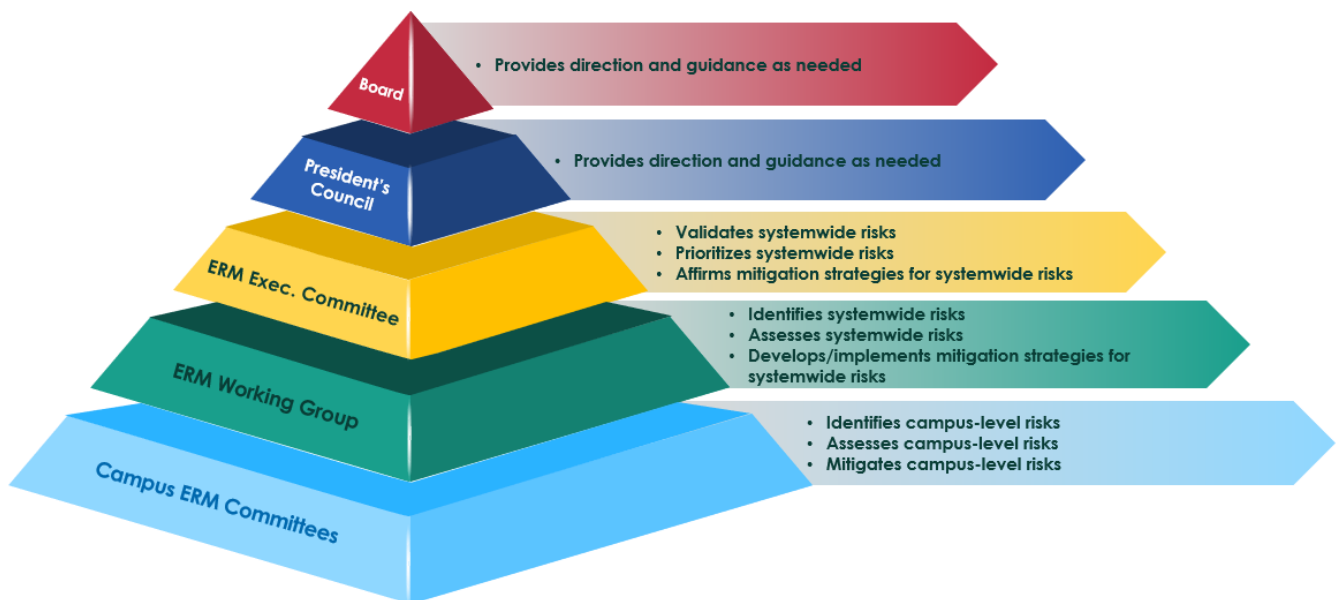 Board
• Provides direction and guidance as needed
President's
Council
• Provides direction and guidance as needed
ERM Exec. Committee
• Validates systemwide risks
• Prioritizes systemwide risks
• Affirms mitigation strategies for systemwide risks
ERM Working Group
• Identifies systemwide risks
• Assesses systemwide risks
• Develops/implements mitigation strategies for
systemwide risks
Campus ERM Committees
• Identifies campus-level risks
• Assesses campus-level risks
• Mitigates campus-level risks